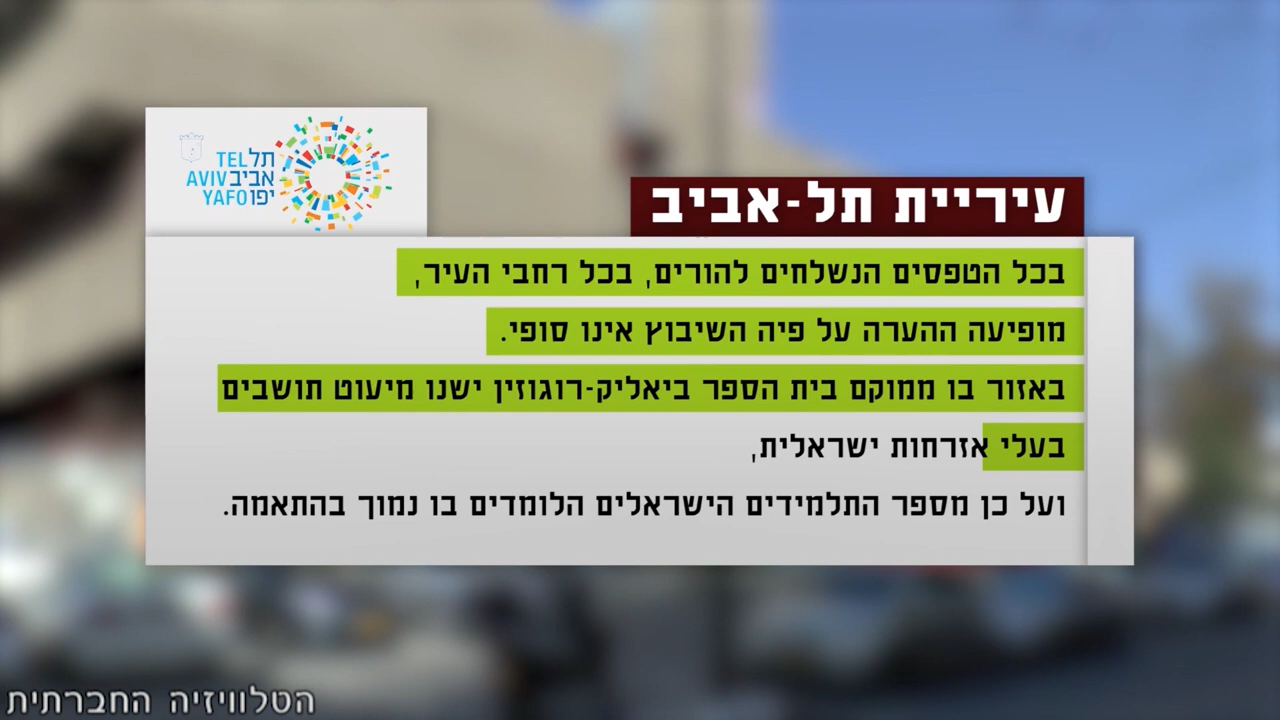 תל TEL
אביב AVIV
יפו YAFO
עיריית תל-אביב
בכל הטפסים הנשלחים להורים, בכל רחבי העיר,
מופיעה ההערה על פיה השיבוץ אינו סופי.
באזור בו ממוקם בית הספר ביאליק-רוגוזין ישנו מיעוט תושבים
בעלי אזרחות ישראלית,
ועל כן מספר התלמידים הישראלים הלומדים בו נמוך בהתאמה.
הטלוויזיה החברתית